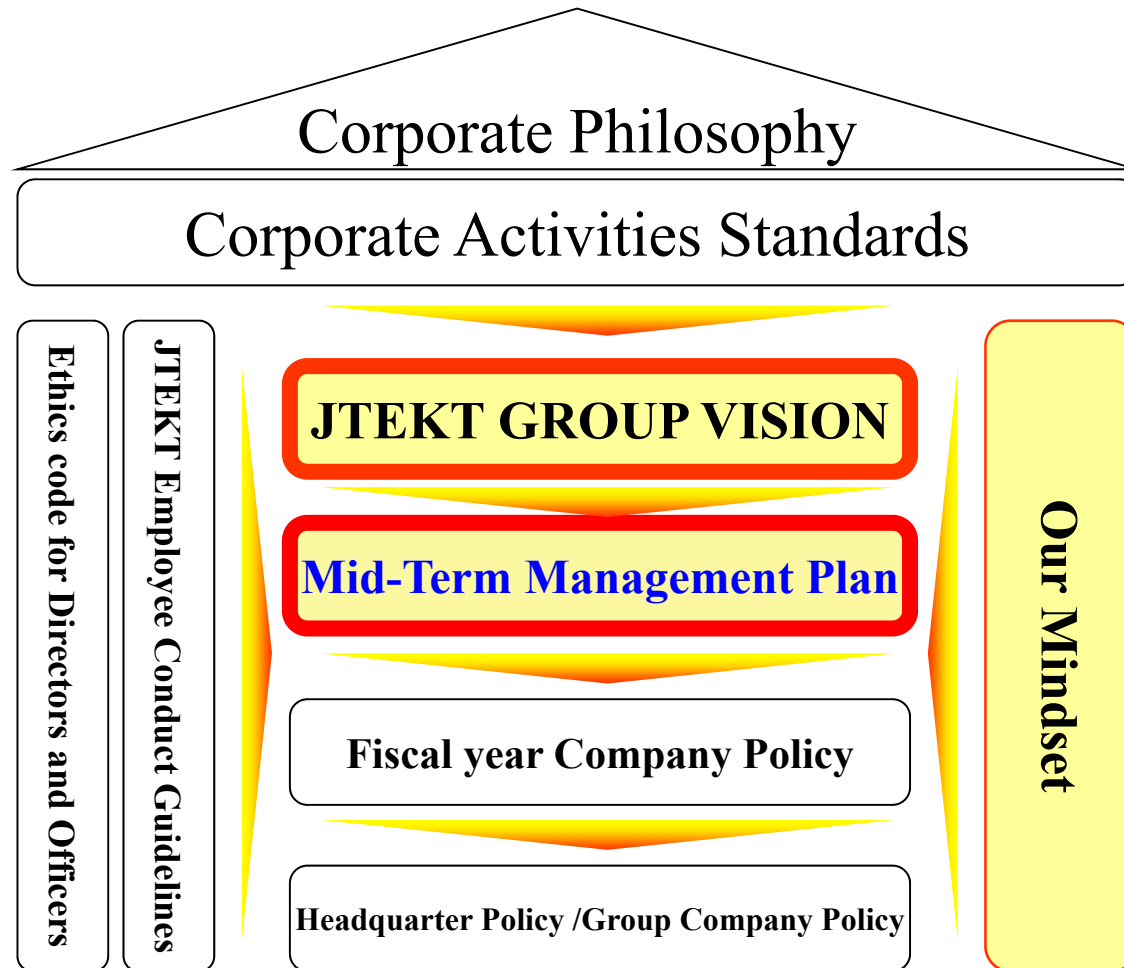 Corporate Philosophy
Corporate Activities Standards
Ethics code for Directors and Officers
JTEKT Employee Conduct Guidelines
JTEKT GROUP VISION
Mid-Term Management Plan
Fiscal year Company Policy
Headquarter Policy /Group Company Policy
Our Mindset